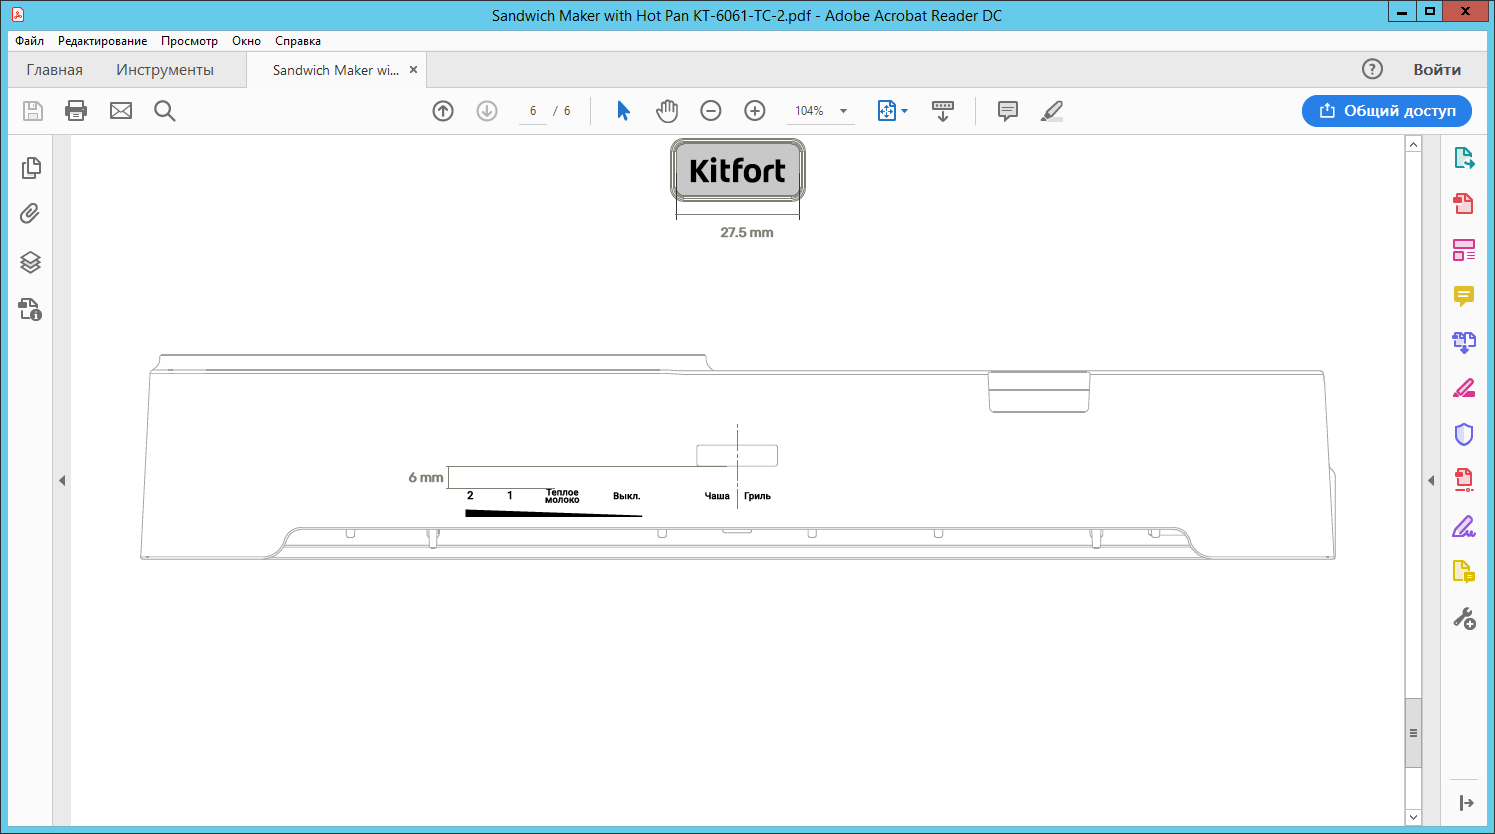 Sandwich Maker with Hot Pan KT-6061-TC-2.pdf - Adobe Acrobat Reader DC
Файл Редактирование Просмотр Окно Справка
Главная Инструменты Sandwich Maker wi... Войти
6 / 6 104% Общий доступ
Kitfort
27.5 mm
6 mm
2 1 Теплое молоко Выкл. Чаша Гриль